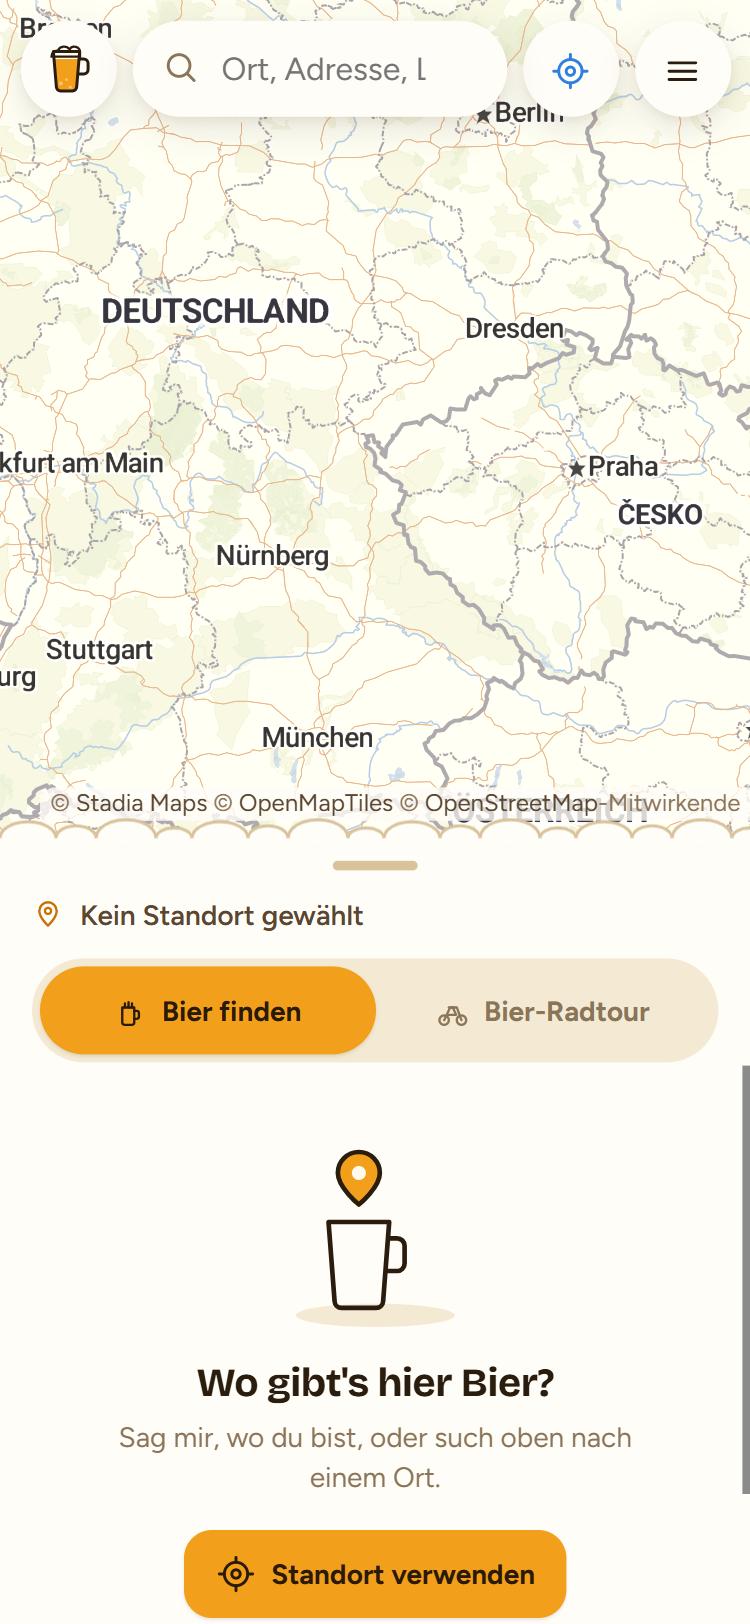 Ort, Adresse, L
Berlin
DEUTSCHLAND
Dresden
kfurt am Main
Praha
ČESKO
Nürnberg
Stuttgart
urg
München
© Stadia Maps © OpenMapTiles © OpenStreetMap-Mitwirkende
ÖSTERREICH
Kein Standort gewählt
Bier finden
Bier-Radtour
Wo gibt's hier Bier?
Sag mir, wo du bist, oder such oben nach
einem Ort.
Standort verwenden